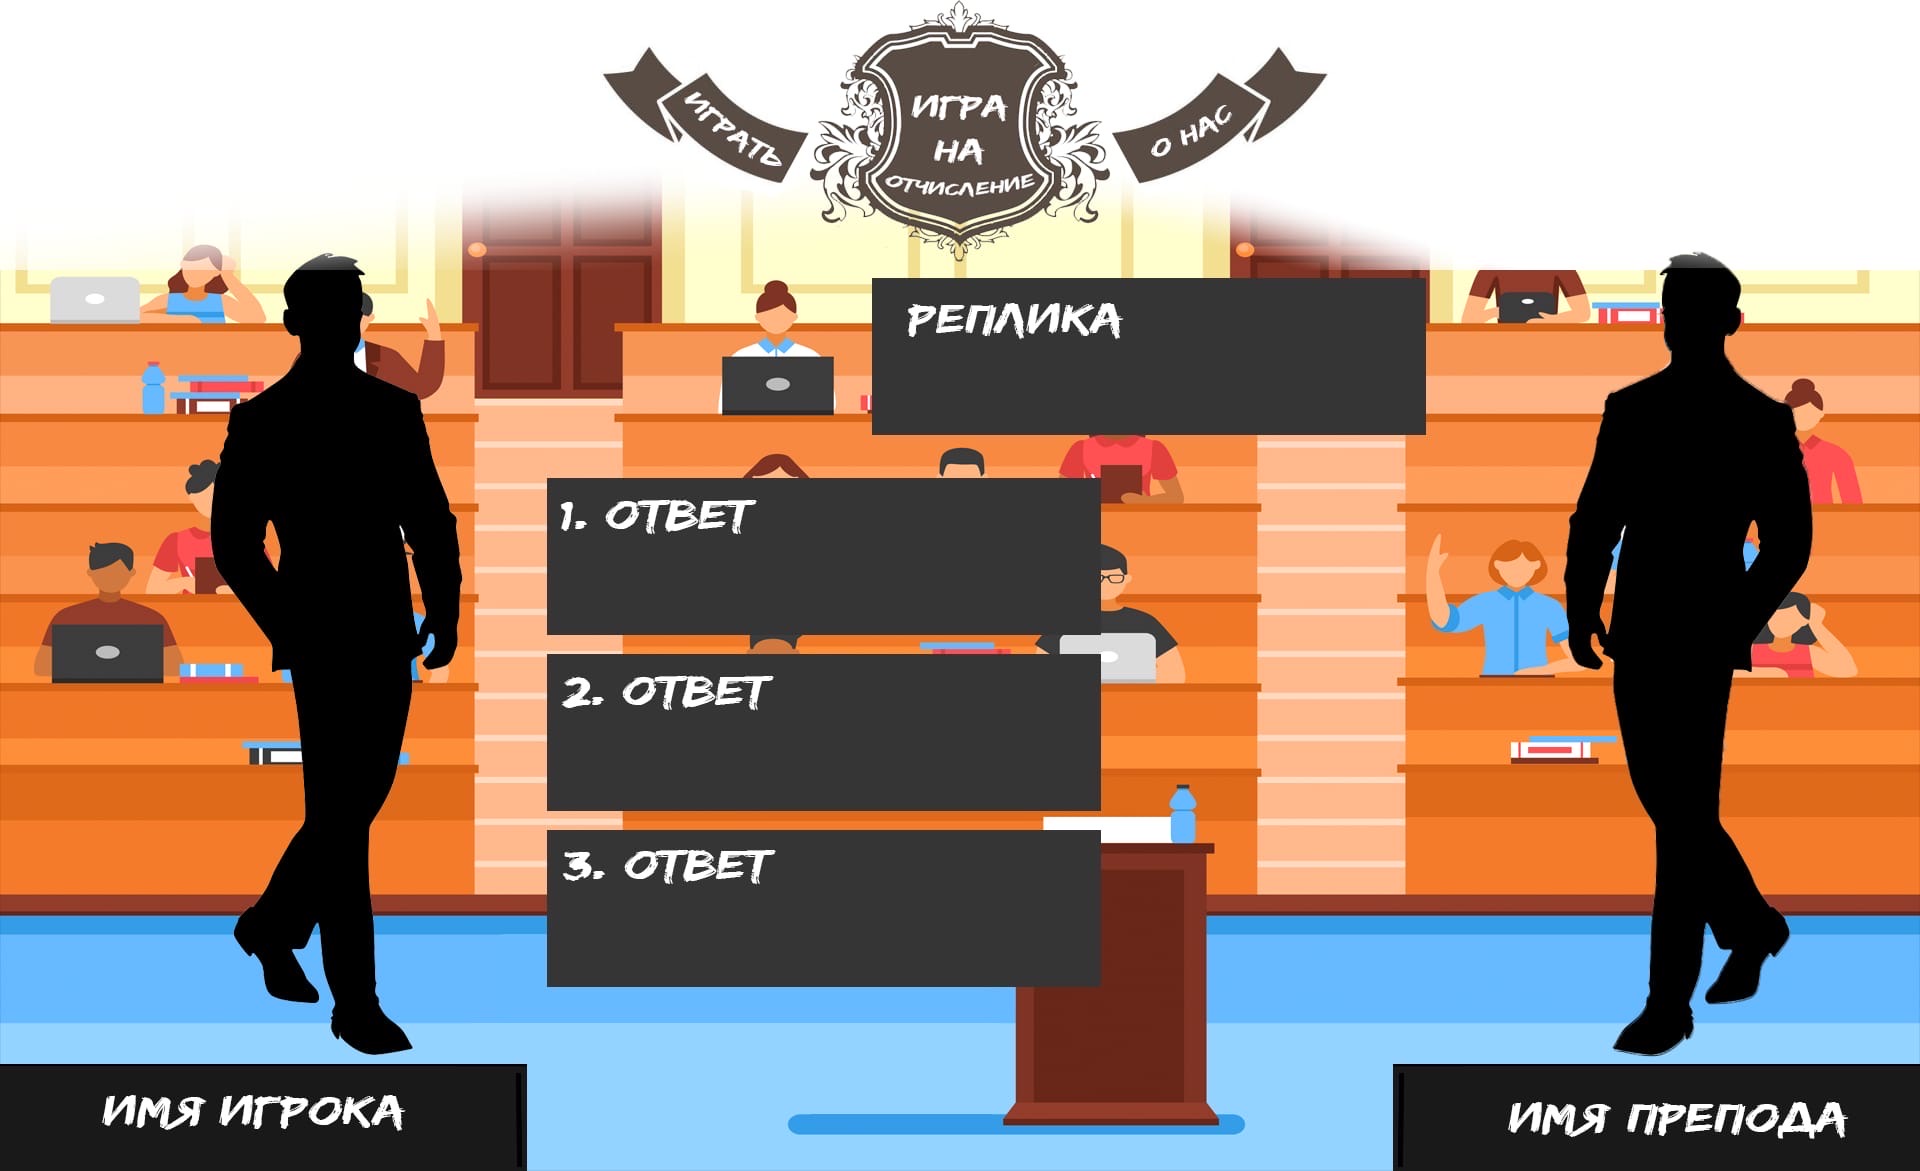 ИГРАТЬ
ИГРА
НА
ОТЧИСЛЕНИЕ
О НАС
РЕПЛИКА
1. ОТВЕТ
2. ОТВЕТ
3. ОТВЕТ
ИМЯ ИГРОКА
ИМЯ ПРЕПОДА